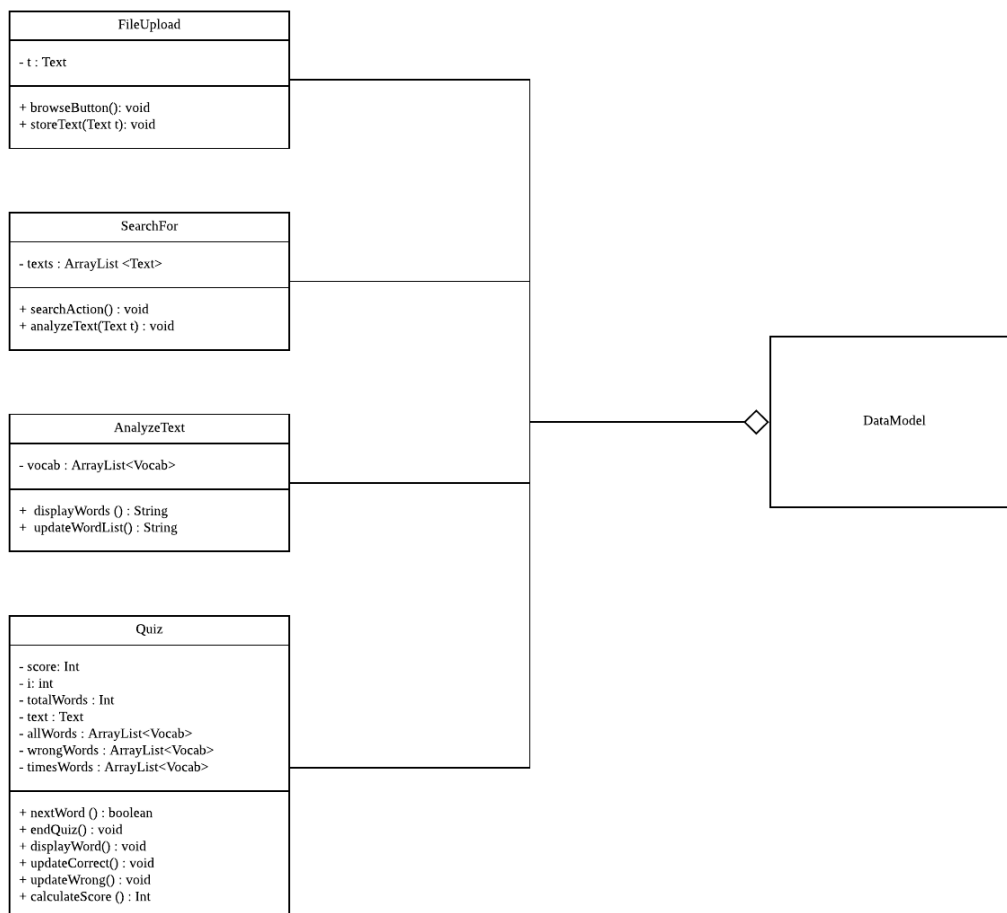 FileUpload
- t : Text
+ browseButton(): void
+ storeText(Text t): void
SearchFor
- texts : ArrayList <Text>
+ searchAction() : void
+ analyzeText(Text t) : void
AnalyzeText
- vocab : ArrayList<Vocab>
+ displayWords () : String
+ updateWordList() : String
Quiz
- score: Int
- i: int
- totalWords : Int
- text : Text
- allWords : ArrayList<Vocab>
- wrongWords : ArrayList<Vocab>
- timesWords : ArrayList<Vocab>
+ nextWord () : boolean
+ endQuiz() : void
+ displayWord() : void
+ updateCorrect() : void
+ updateWrong() : void
+ calculateScore () : Int
DataModel